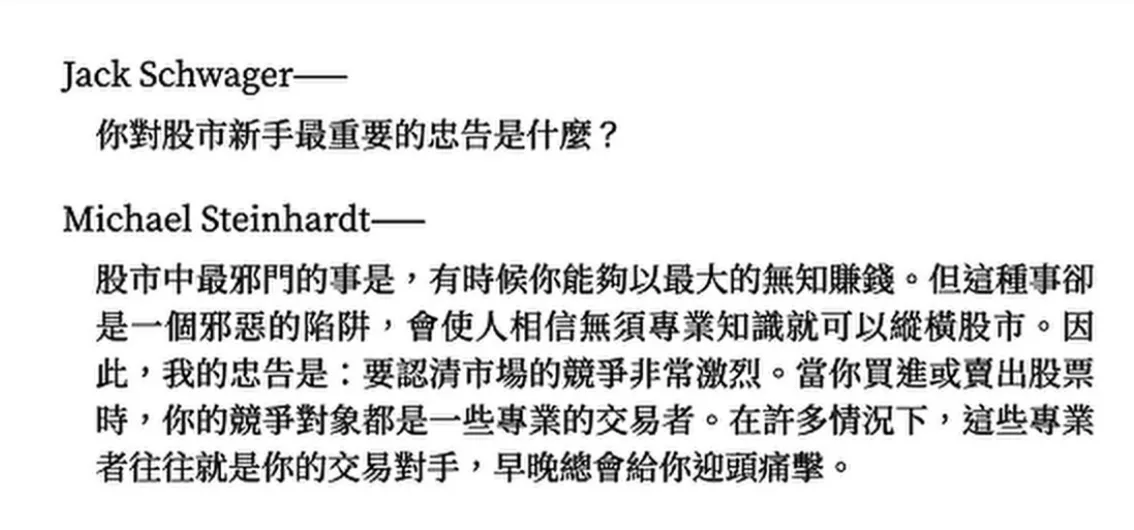 Jack Schwager——
你對股市新手最重要的忠告是什麼？
Michael Steinhardt——
股市中最邪門的事是，有時候你能夠以最大的無知賺錢。但這種事卻
是一個邪惡的陷阱，會使人相信無須專業知識就可以縱橫股市。因
此，我的忠告是：要認清市場的競爭非常激烈。當你買進或賣出股票
時，你的競爭對象都是一些專業的交易者。在許多情況下，這些專業
者往往就是你的交易對手，早晚總會給你迎頭痛擊。